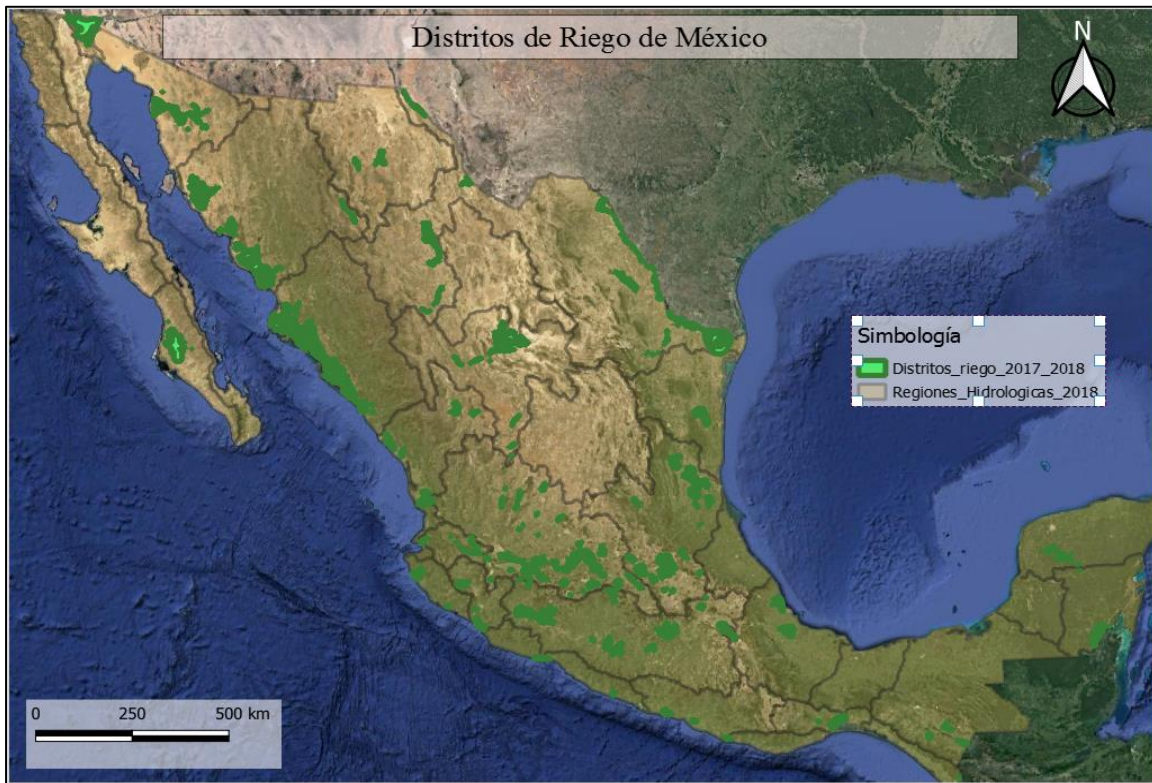 Distritos de Riego de México
N
Simbología
Distritos_riego_2017_2018
Regiones_Hidrologicas_2018
0 250 500 km